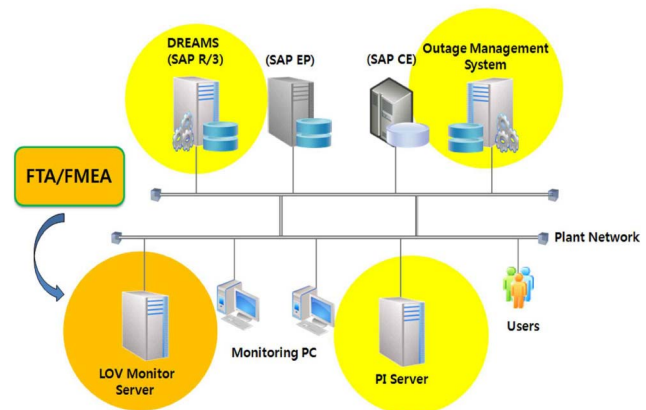 DREAMS
(SAP R/3)
(SAP EP)
(SAP CE)
Outage Management
System
FTA/FMEA
Plant Network
LOV Monitor
Server
Monitoring PC
PI Server
Users